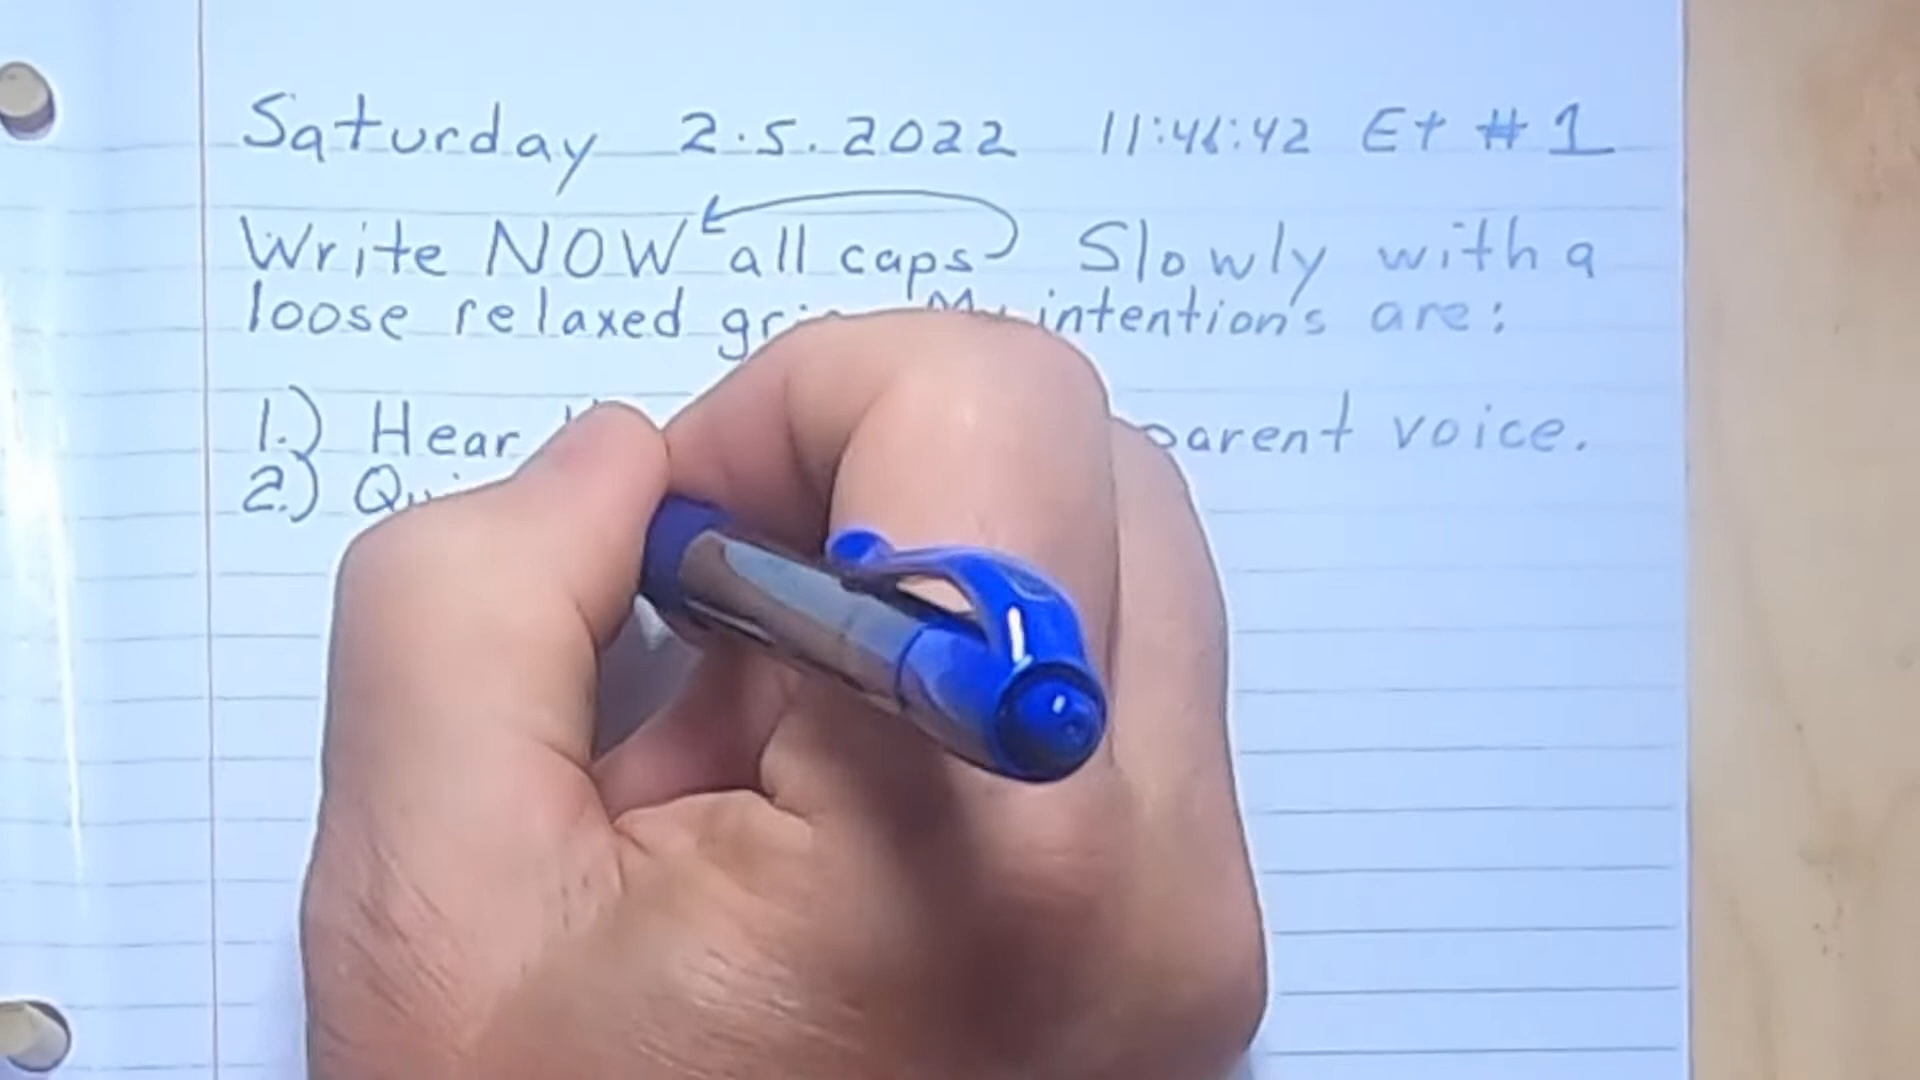 Saturday 2.5.2022 11:46:42 Et #1
Write NOW all caps Slowly with a
loose relaxed My intentions are:
1.) Hear parent voice.
2.)